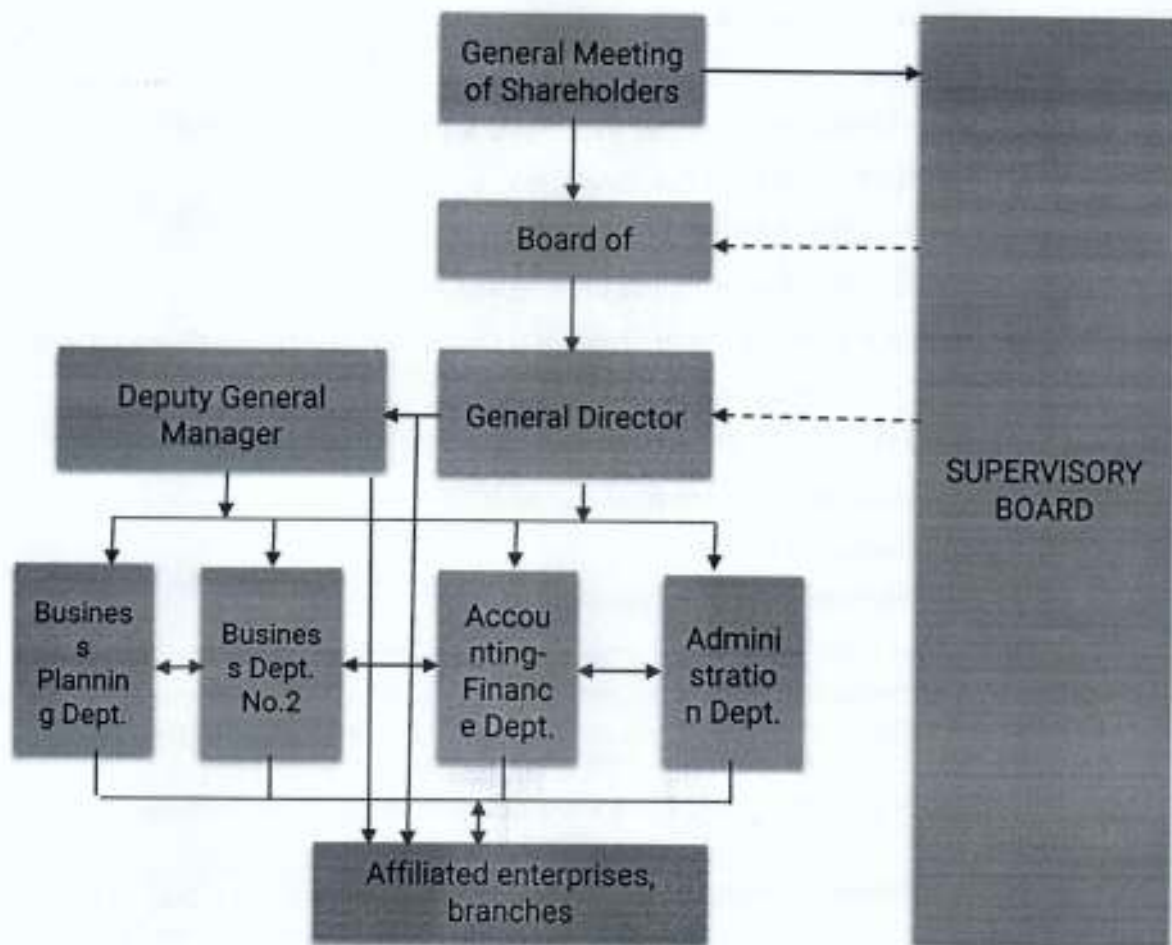 General Meeting
of Shareholders
Board of
Deputy General
Manager
General Director
SUPERVISORY
BOARD
Busines
s
Plannin
g Dept.
Busines
s Dept.
No.2
Accou
nting-
Financ
e Dept.
Admini
stratio
n Dept.
Affiliated enterprises,
branches